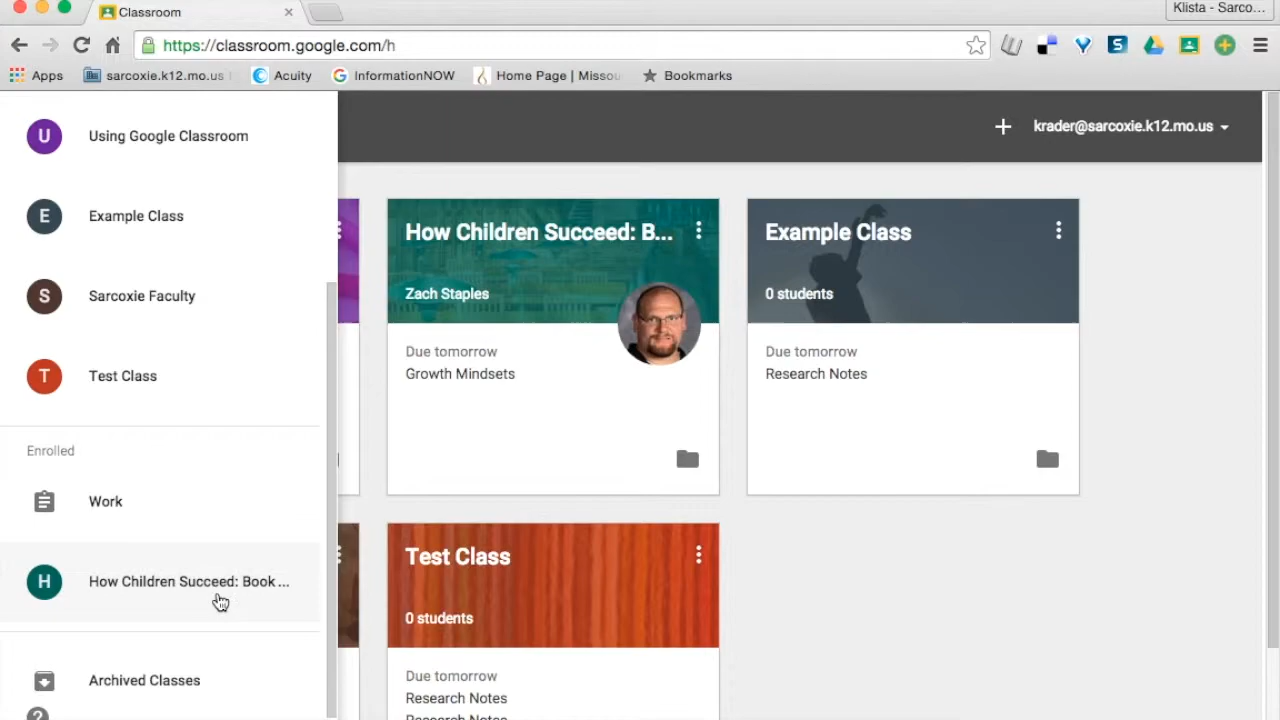 Classroom
Klista - Sarco...
https://classroom.google.com/h
Apps
sarcoxie.k12.mo.us
Acuity
InformationNOW
Home Page | Missou
Bookmarks
U
Using Google Classroom
E
Example Class
S
Sarcoxie Faculty
T
Test Class
Enrolled
Work
H
How Children Succeed: Book ...
Archived Classes
krader@sarcoxie.k12.mo.us
How Children Succeed: B...
Zach Staples
Due tomorrow
Growth Mindsets
Example Class
0 students
Due tomorrow
Research Notes
Test Class
0 students
Due tomorrow
Research Notes
Research Notes